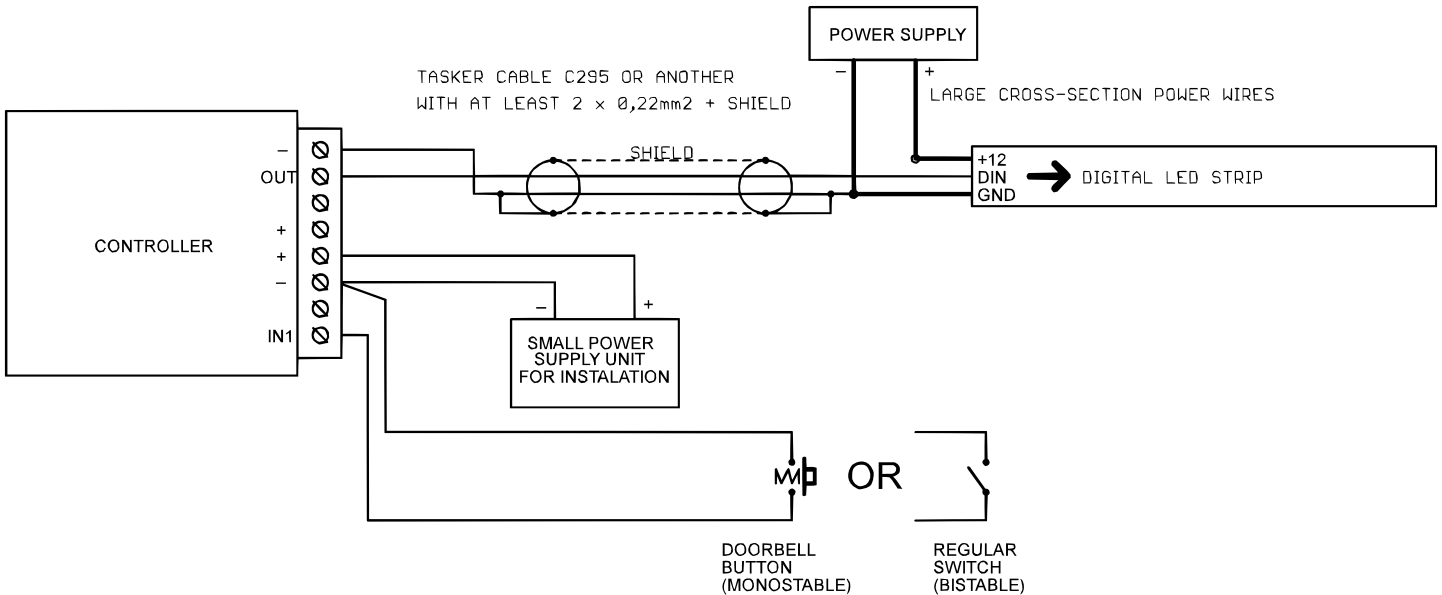 POWER SUPPLY
− +
TASKER CABLE C295 OR ANOTHER
WITH AT LEAST 2 x 0,22mm2 + SHIELD
LARGE CROSS-SECTION POWER WIRES
SHIELD
−
OUT
+
+
−
IN1
CONTROLLER
+12
DIN
GND
DIGITAL LED STRIP
− +
SMALL POWER
SUPPLY UNIT
FOR INSTALATION
OR
DOORBELL
BUTTON
(MONOSTABLE)
REGULAR
SWITCH
(BISTABLE)